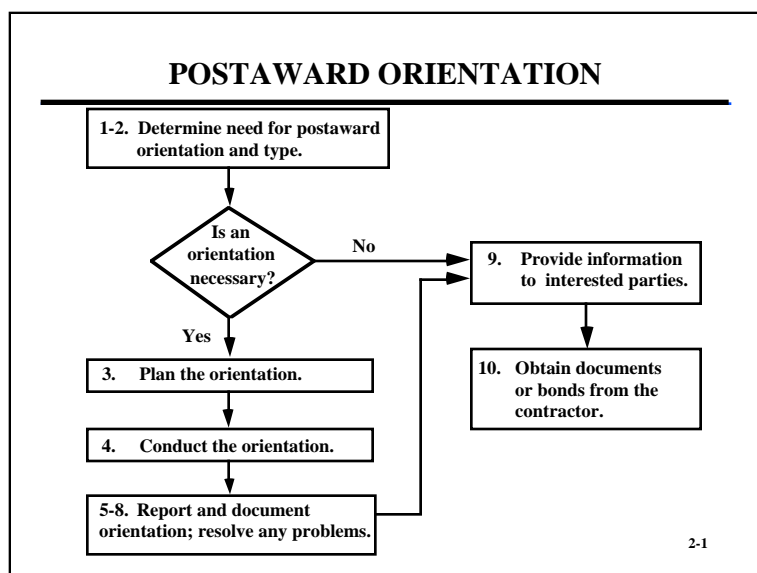 POSTAWARD ORIENTATION
1-2. Determine need for postaward
orientation and type.
Is an
orientation
necessary?
No
Yes
3. Plan the orientation.
4. Conduct the orientation.
5-8. Report and document
orientation; resolve any problems.
9. Provide information
to interested parties.
10. Obtain documents
or bonds from the
contractor.
2-1